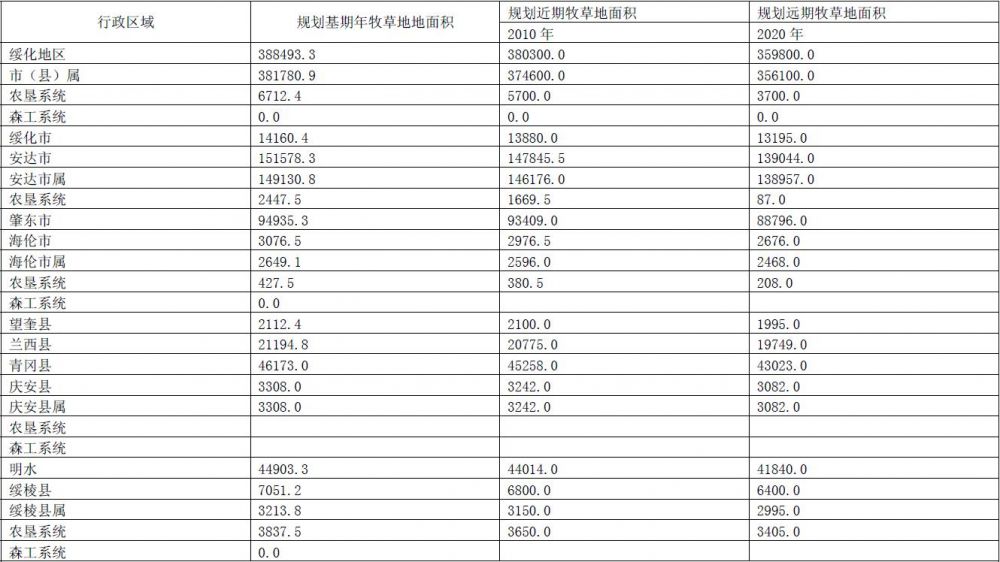 行政区域 规划基期年牧草地地面积 规划近期牧草地面积 规划远期牧草地面积
2010 年 2020 年
绥化地区 388493.3 380300.0 359800.0
市（县）属 381780.9 374600.0 356100.0
农垦系统 6712.4 5700.0 3700.0
森工系统 0.0 0.0 0.0
绥化市 14160.4 13880.0 13195.0
安达市 151578.3 147845.5 139044.0
安达市属 149130.8 146176.0 138957.0
农垦系统 2447.5 1669.5 87.0
肇东市 94935.3 93409.0 88796.0
海伦市 3076.5 2976.5 2676.0
海伦市属 2649.1 2596.0 2468.0
农垦系统 427.5 380.5 208.0
森工系统 0.0
望奎县 2112.4 2100.0 1995.0
兰西县 21194.8 20775.0 19749.0
青冈县 46173.0 45258.0 43023.0
庆安县 3308.0 3242.0 3082.0
庆安县属 3308.0 3242.0 3082.0
农垦系统
森工系统
明水 44903.3 44014.0 41840.0
绥棱县 7051.2 6800.0 6400.0
绥棱县属 3213.8 3150.0 2995.0
农垦系统 3837.5 3650.0 3405.0
森工系统 0.0